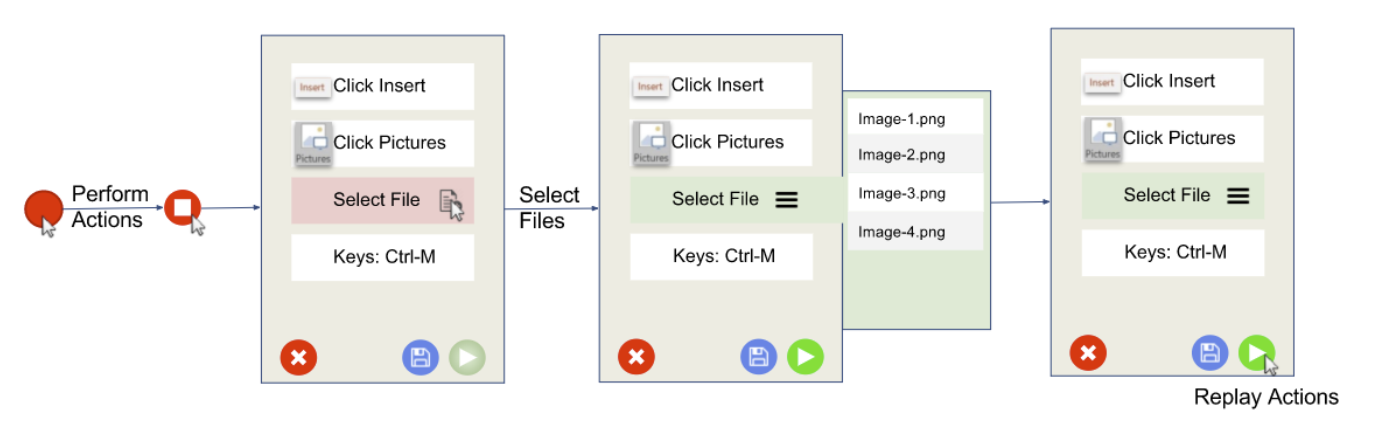 Perform
Actions
Insert Click Insert
Pictures Click Pictures
Select File
Keys: Ctrl-M
Select
Files
Insert Click Insert
Pictures Click Pictures
Select File
Keys: Ctrl-M
Image-1.png
Image-2.png
Image-3.png
Image-4.png
Insert Click Insert
Pictures Click Pictures
Select File
Keys: Ctrl-M
Replay Actions